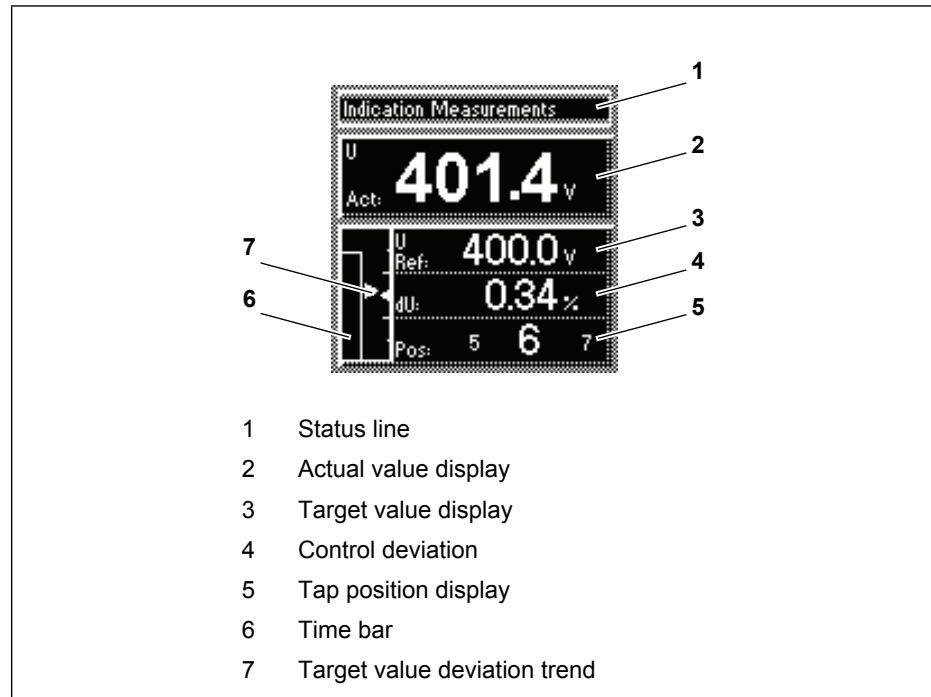 1
Indication Measurements
2
U
Act: 401.4 V
3
U
Ref: 400.0 V
7
4
dU: 0.34 %
6
5
Pos: 5 6 7
1 Status line
2 Actual value display
3 Target value display
4 Control deviation
5 Tap position display
6 Time bar
7 Target value deviation trend